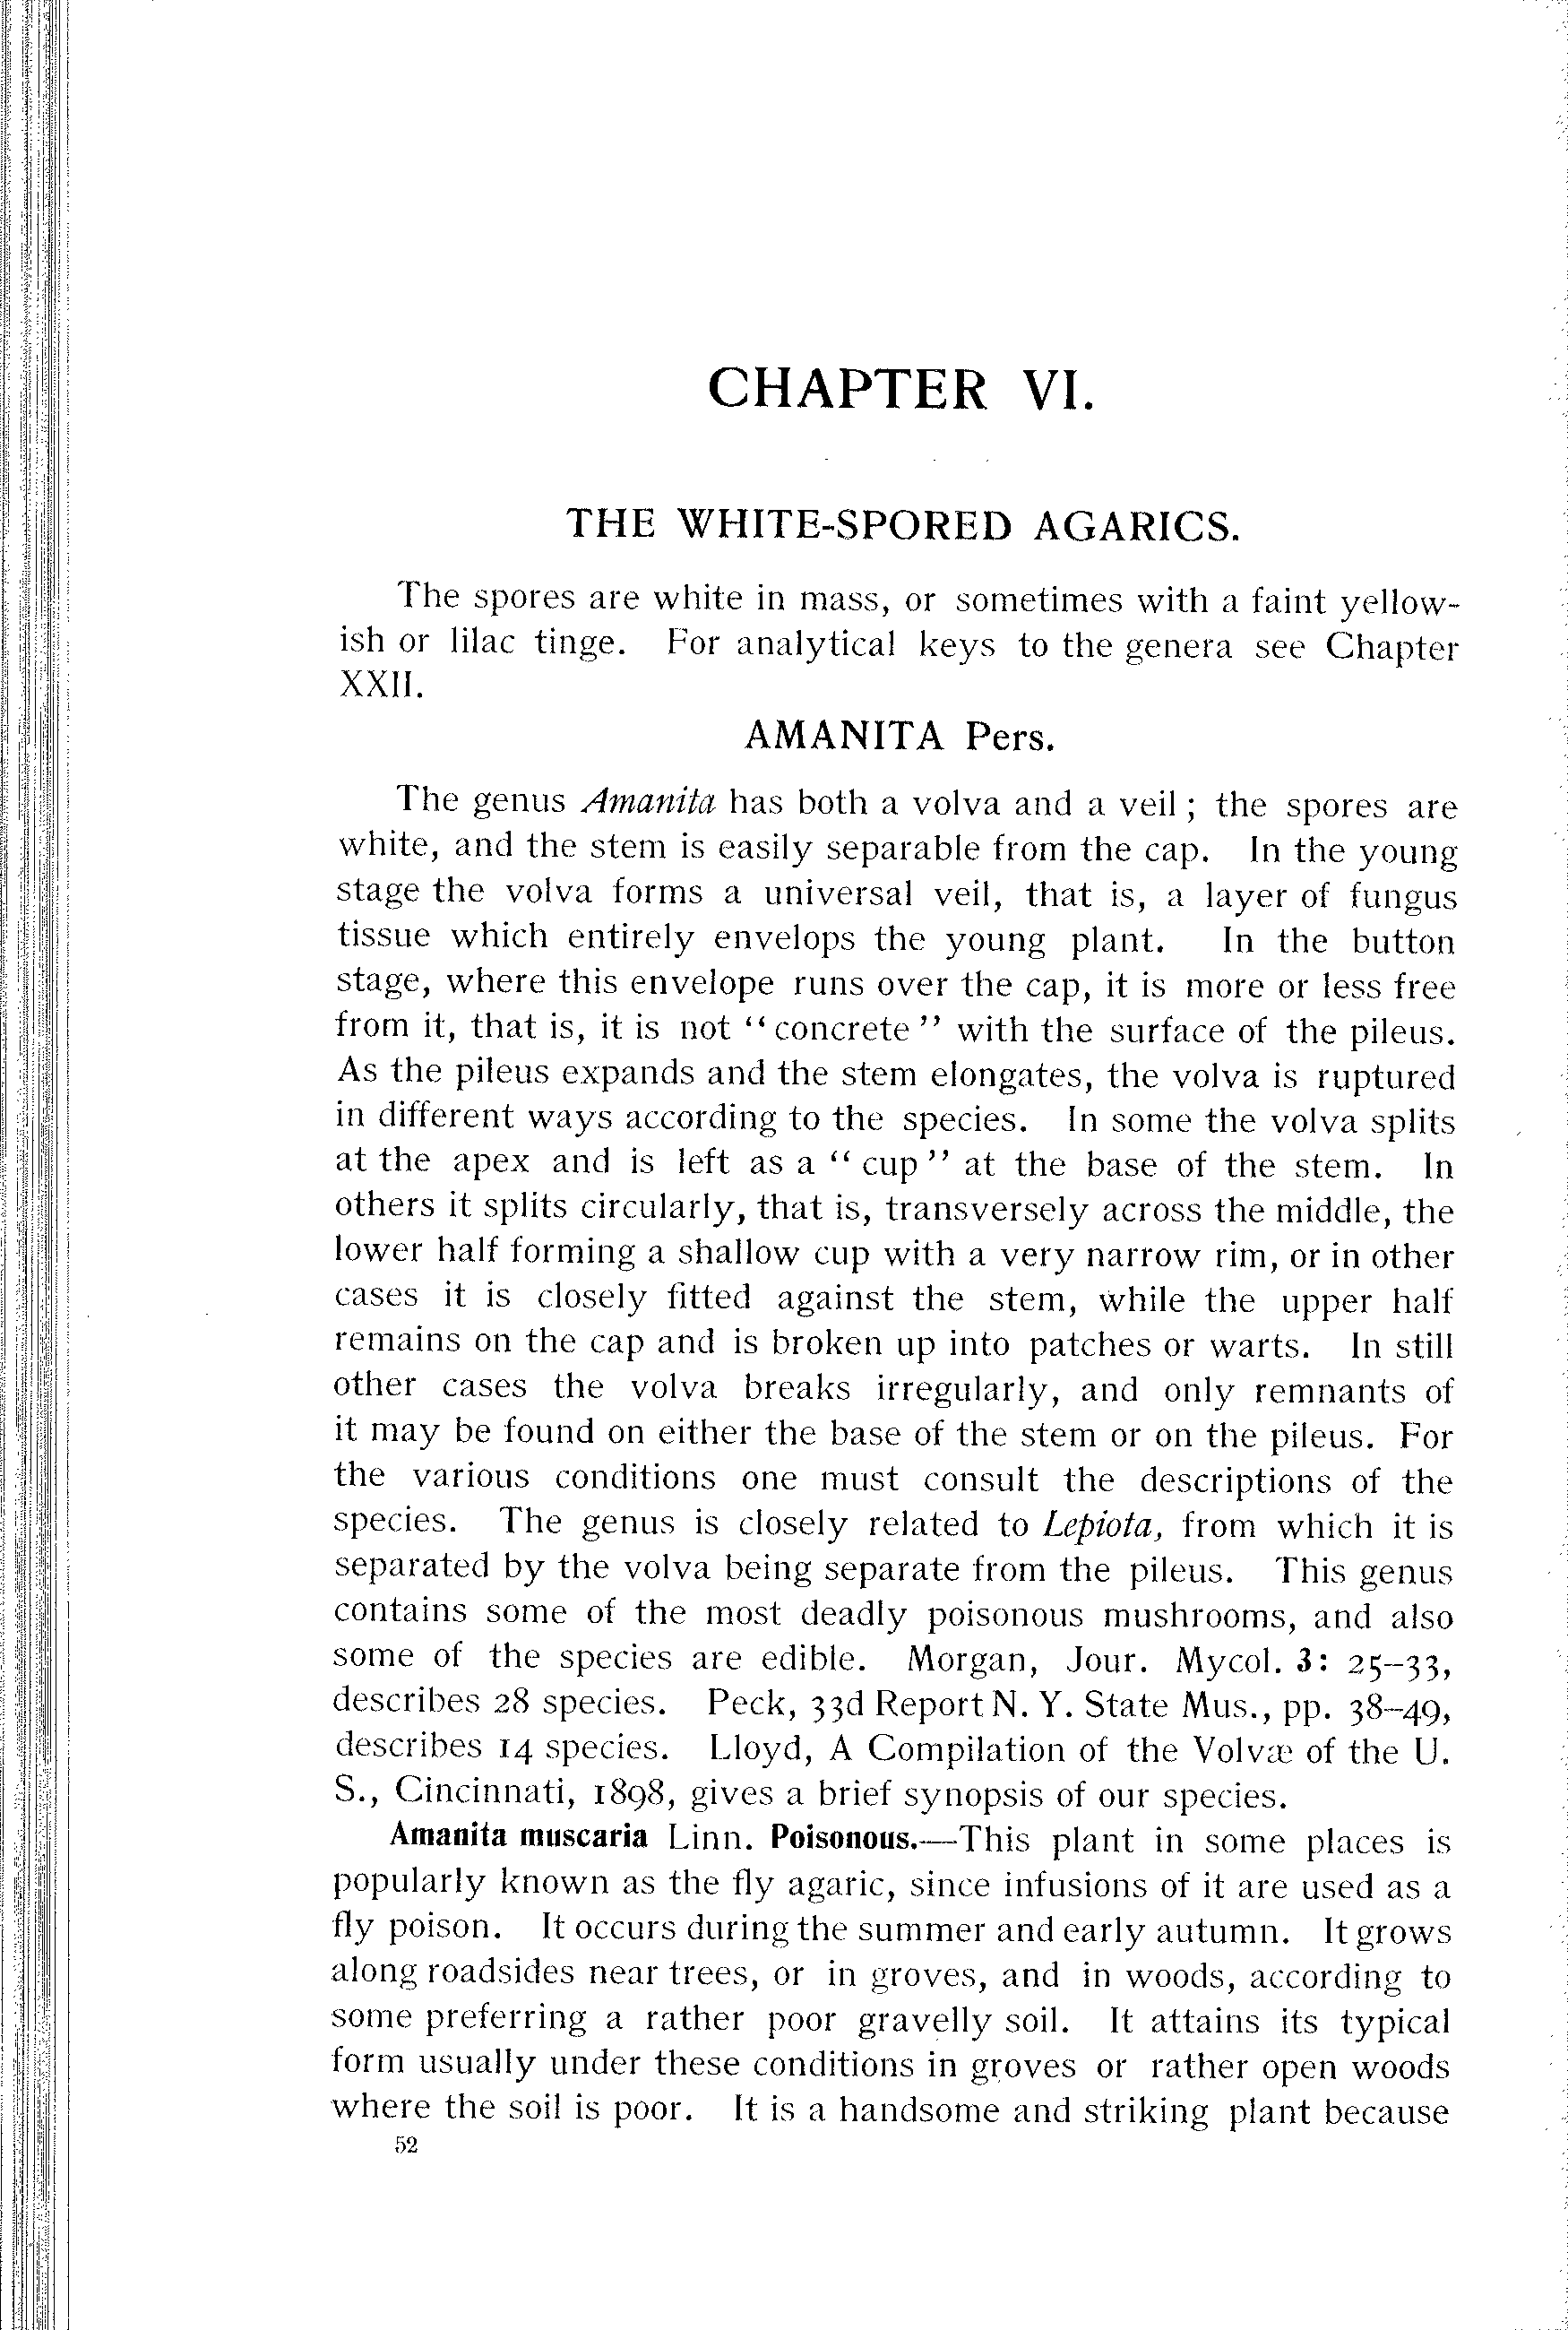 CHAPTER VI.
THE WHITE-SPORED AGARICS.
The spores are white in mass, or sometimes with a faint yellow-
ish or lilac tinge. For analytical keys to the genera see Chapter
XXII.
AMANITA Pers.
The genus Amanita has both a volva and a veil; the spores are
white, and the stem is easily separable from the cap. In the young
stage the volva forms a universal veil, that is, a layer of fungus
tissue which entirely envelops the young plant. In the button
stage, where this envelope runs over the cap, it is more or less free
from it, that is, it is not “concrete” with the surface of the pileus.
As the pileus expands and the stem elongates, the volva is ruptured
in different ways according to the species. In some the volva splits
at the apex and is left as a “cup” at the base of the stem. In
others it splits circularly, that is, transversely across the middle, the
lower half forming a shallow cup with a very narrow rim, or in other
cases it is closely fitted against the stem, while the upper half
remains on the cap and is broken up into patches or warts. In still
other cases the volva breaks irregularly, and only remnants of
it may be found on either the base of the stem or on the pileus. For
the various conditions one must consult the descriptions of the
species. The genus is closely related to Lepiota, from which it is
separated by the volva being separate from the pileus. This genus
contains some of the most deadly poisonous mushrooms, and also
some of the species are edible. Morgan, Jour. Mycol. 3: 25–33,
describes 28 species. Peck, 33d Report N. Y. State Mus., pp. 38–49,
describes 14 species. Lloyd, A Compilation of the Volvæ of the U.
S., Cincinnati, 1898, gives a brief synopsis of our species.
Amanita muscaria Linn. Poisonous.—This plant in some places is
popularly known as the fly agaric, since infusions of it are used as a
fly poison. It occurs during the summer and early autumn. It grows
along roadsides near trees, or in groves, and in woods, according to
some preferring a rather poor gravelly soil. It attains its typical
form usually under these conditions in groves or rather open woods
where the soil is poor. It is a handsome and striking plant because
52